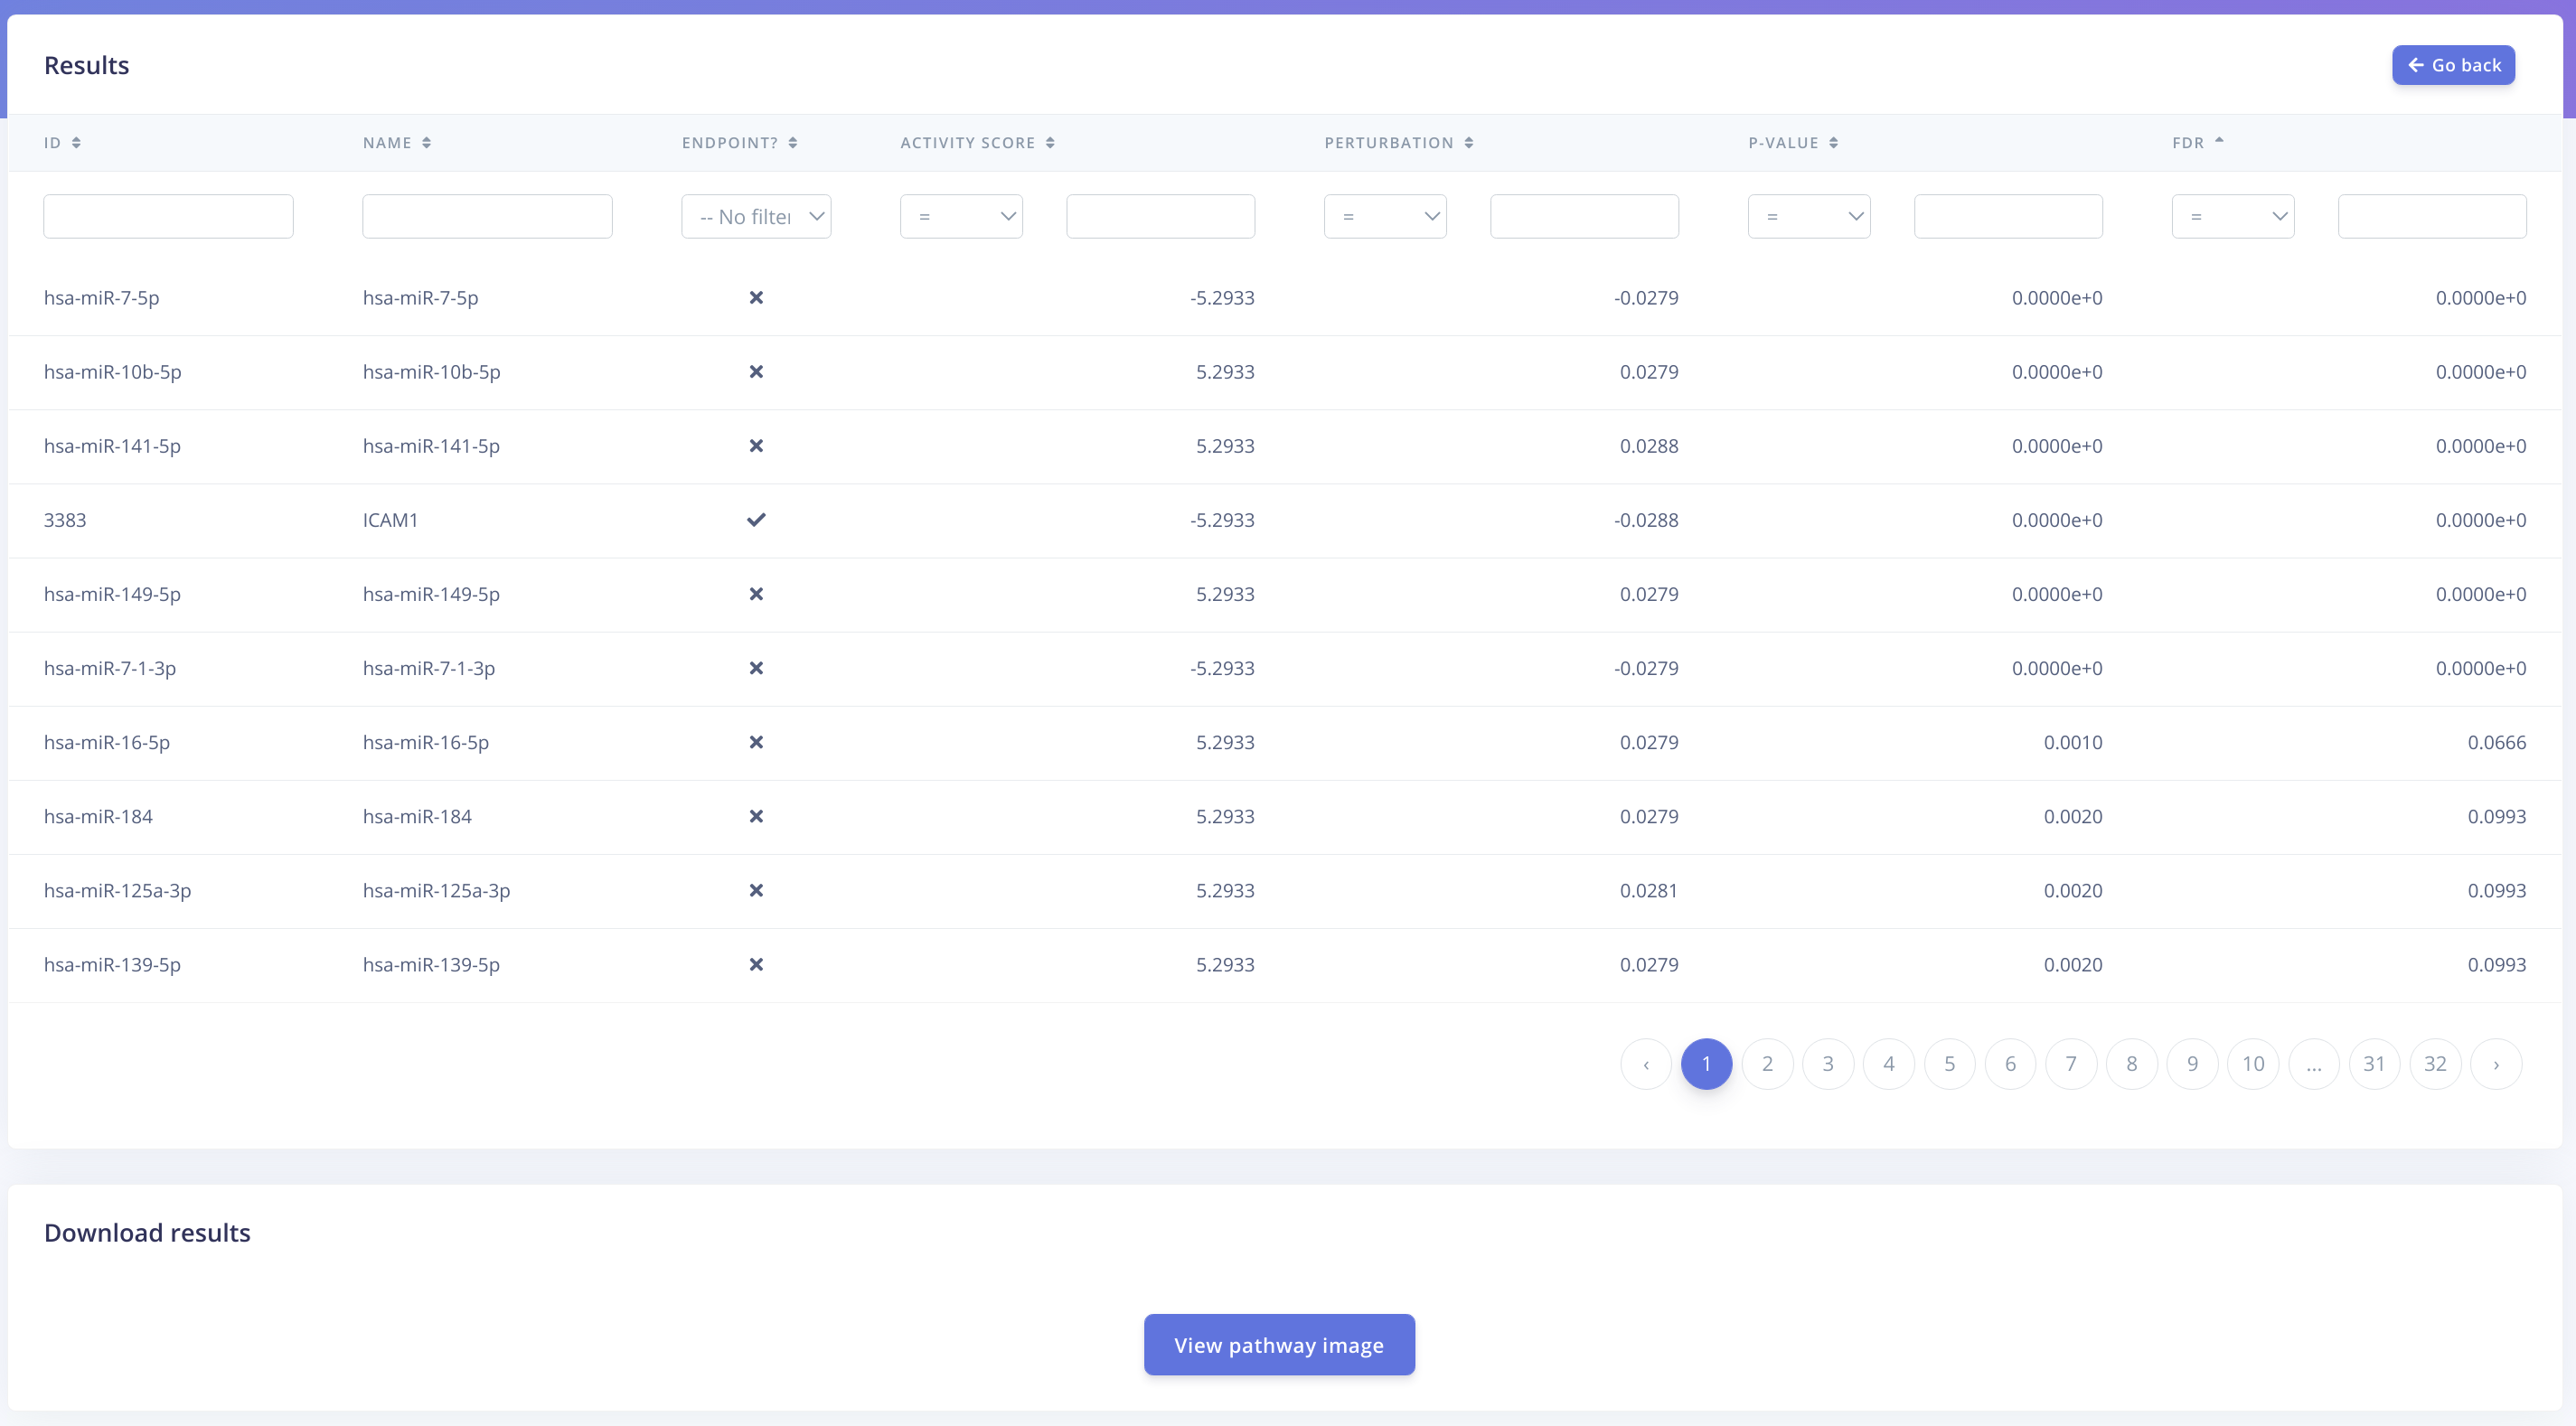 Results
Go back
ID NAME ENDPOINT? ACTIVITY SCORE PERTURBATION P-VALUE FDR
-- No filter = = = =
hsa-miR-7-5p hsa-miR-7-5p -5.2933 -0.0279 0.0000e+0 0.0000e+0
hsa-miR-10b-5p hsa-miR-10b-5p 5.2933 0.0279 0.0000e+0 0.0000e+0
hsa-miR-141-5p hsa-miR-141-5p 5.2933 0.0288 0.0000e+0 0.0000e+0
3383 ICAM1 -5.2933 -0.0288 0.0000e+0 0.0000e+0
hsa-miR-149-5p hsa-miR-149-5p 5.2933 0.0279 0.0000e+0 0.0000e+0
hsa-miR-7-1-3p hsa-miR-7-1-3p -5.2933 -0.0279 0.0000e+0 0.0000e+0
hsa-miR-16-5p hsa-miR-16-5p 5.2933 0.0279 0.0010 0.0666
hsa-miR-184 hsa-miR-184 5.2933 0.0279 0.0020 0.0993
hsa-miR-125a-3p hsa-miR-125a-3p 5.2933 0.0281 0.0020 0.0993
hsa-miR-139-5p hsa-miR-139-5p 5.2933 0.0279 0.0020 0.0993
‹ 1 2 3 4 5 6 7 8 9 10 ... 31 32 ›
Download results
View pathway image